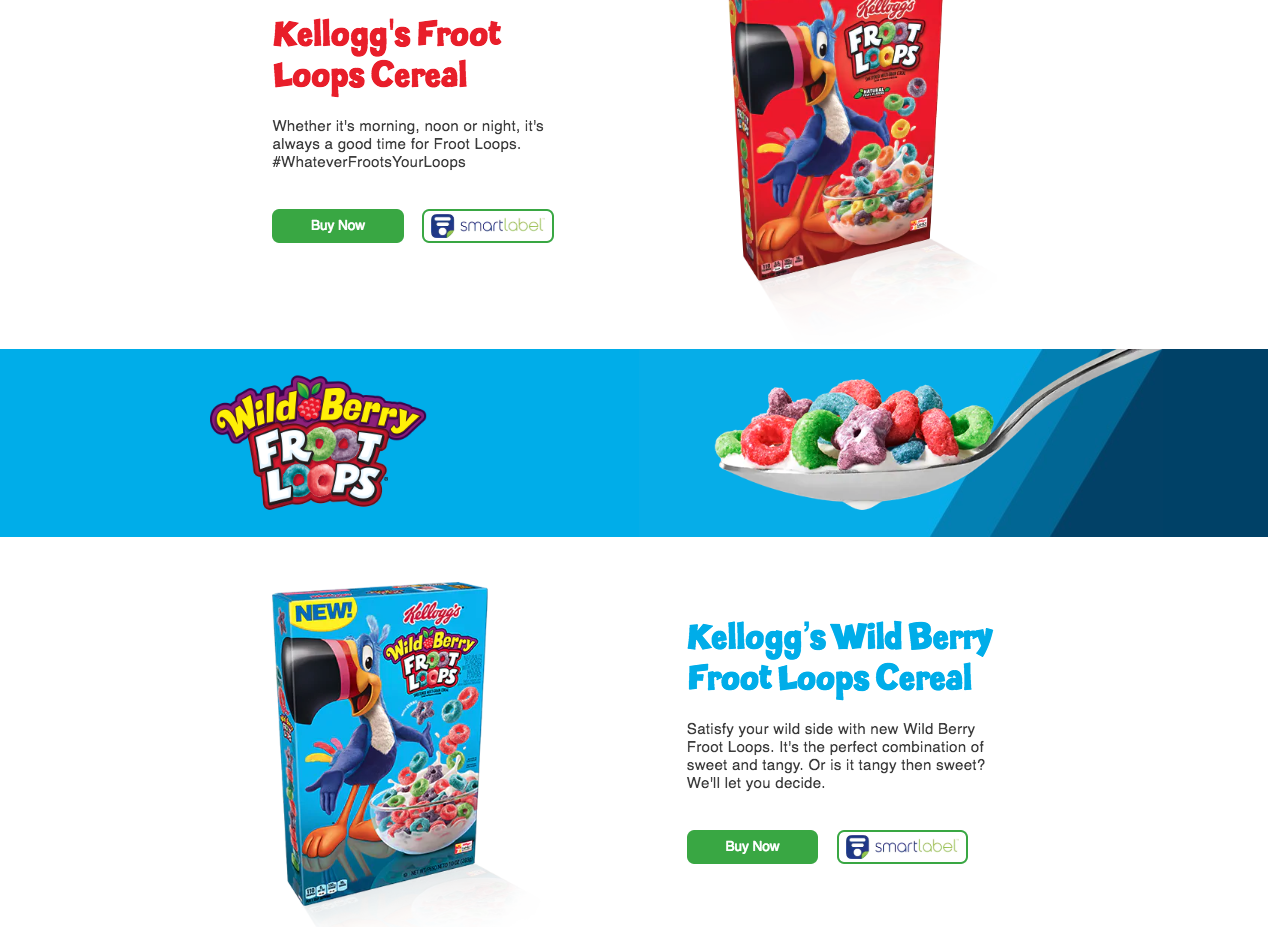 Kellogg's Froot
Loops Cereal
Whether it's morning, noon or night, it's
always a good time for Froot Loops.
#WhateverFrootsYourLoops
Buy Now
smartlabel
Kellogg's
FROOT
LOOPS
NATURAL
Wild Berry
FROOT
LOOPS
NEW!
Kellogg's
Wild Berry
FROOT
LOOPS
Kellogg’s Wild Berry
Froot Loops Cereal
Satisfy your wild side with new Wild Berry
Froot Loops. It's the perfect combination of
sweet and tangy. Or is it tangy then sweet?
We'll let you decide.
Buy Now
smartlabel